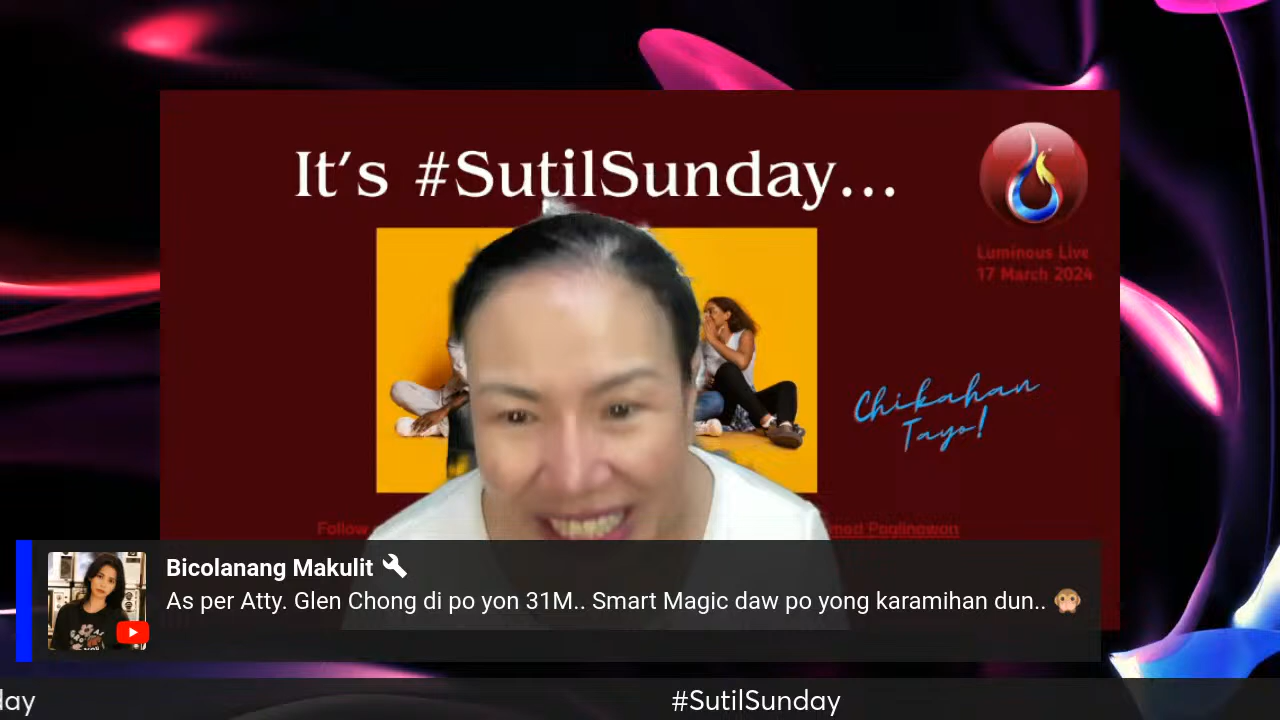 It's #SutilSunday...
Luminous Live
17 March 2024
Chikahan
Tayo!
Follow
Bicolanang Makulit
As per Atty. Glen Chong di po yon 31M.. Smart Magic daw po yong karamihan dun.. 🙊
#SutilSunday